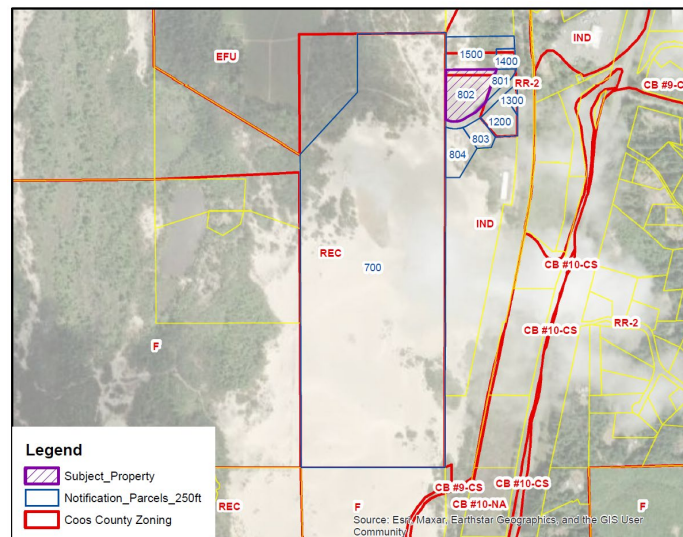 IND
EFU
1500
1400
CB #9-C
801
RR-2
802
1300
1200
803
804
REC
IND
700
CB #10-CS
CB #10-CS
RR-2
F
F
Legend
Subject_Property
Notification_Parcels_250ft
Coos County Zoning
CB #9-CS
CB #10-CS
CB #10-NA
REC
F
F
Source: Esri, Maxar, Earthstar Geographics, and the GIS User
Community